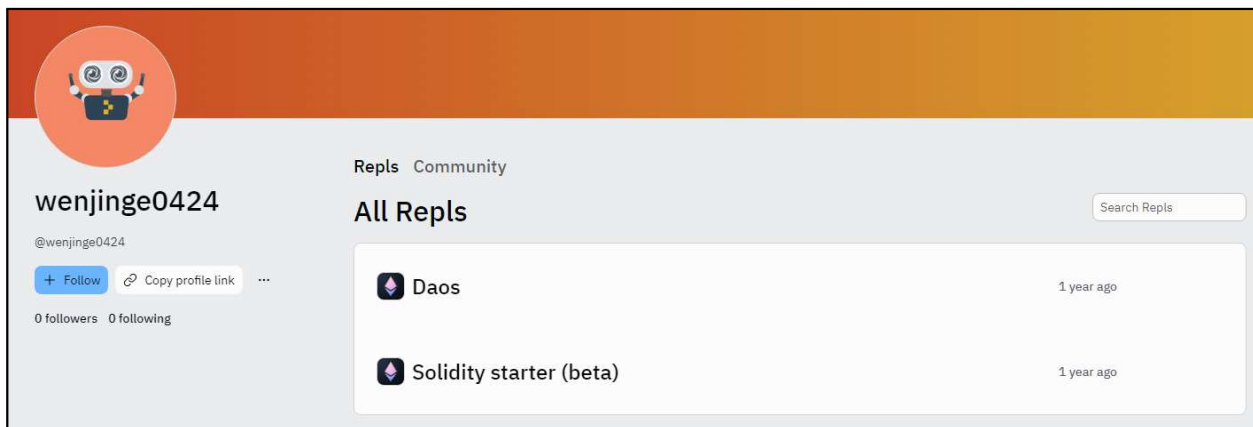 Repls Community
wenjinge0424
All Repls
Search Repls
@wenjinge0424
+ Follow
Copy profile link
...
Daos
1 year ago
0 followers 0 following
Solidity starter (beta)
1 year ago